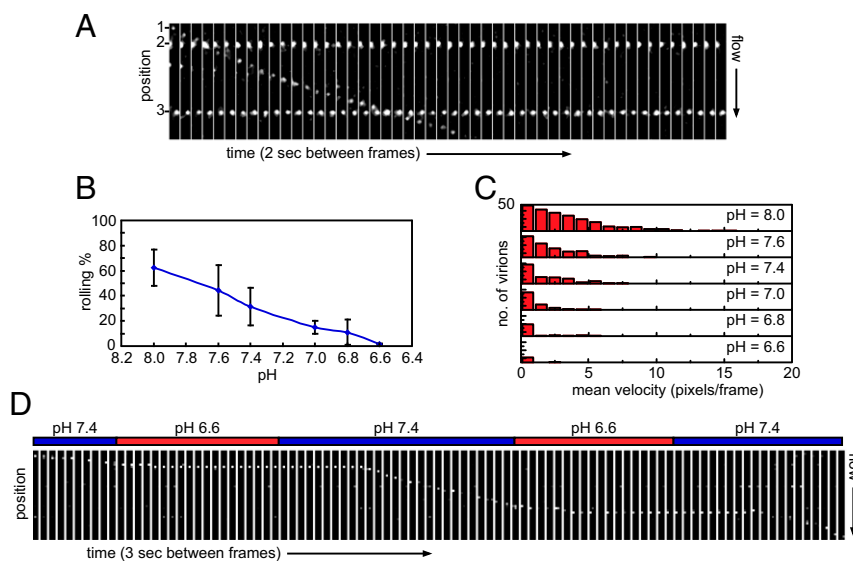 A
position
1
2
3
flow
time (2 sec between frames)
B
rolling %
100
80
60
40
20
0
8.2 8.0 7.8 7.6 7.4 7.2 7.0 6.8 6.6 6.4
pH
C
no. of virions
50
pH = 8.0
pH = 7.6
pH = 7.4
pH = 7.0
pH = 6.8
pH = 6.6
0 5 10 15 20
mean velocity (pixels/frame)
D
pH 7.4 pH 6.6 pH 7.4 pH 6.6 pH 7.4
position
time (3 sec between frames)